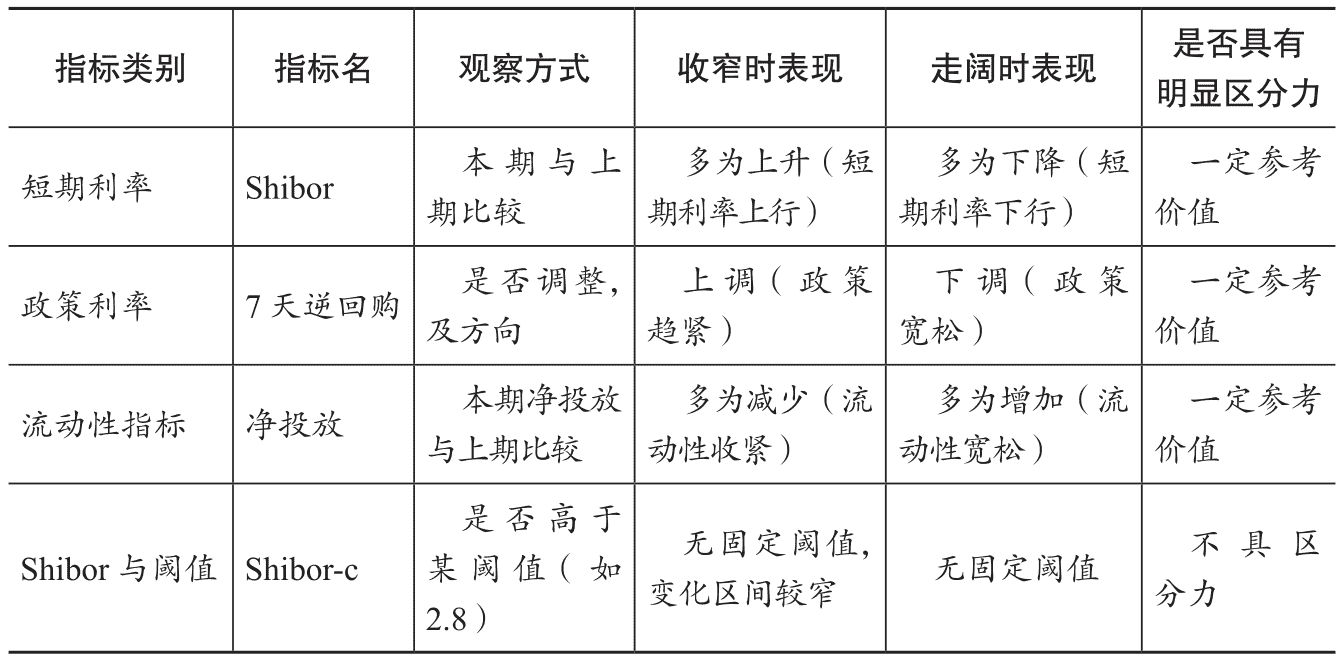 指标类别 指标名 观察方式 收窄时表现 走阔时表现 是否具有
明显区分力
短期利率 Shibor 本期与上
期比较 多为上升（短
期利率上行） 多为下降（短
期利率下行） 一定参考
价值
政策利率 7天逆回购 是否调整，
及方向 上调（政策
趋紧） 下调（政策
宽松） 一定参考
价值
流动性指标 净投放 本期净投放
与上期比较 多为减少（流
动性收紧） 多为增加（流
动性宽松） 一定参考
价值
Shibor与阈值 Shibor-c 是否高于
某阈值（如
2.8） 无固定阈值，
变化区间较窄 无固定阈值 不具区
分力